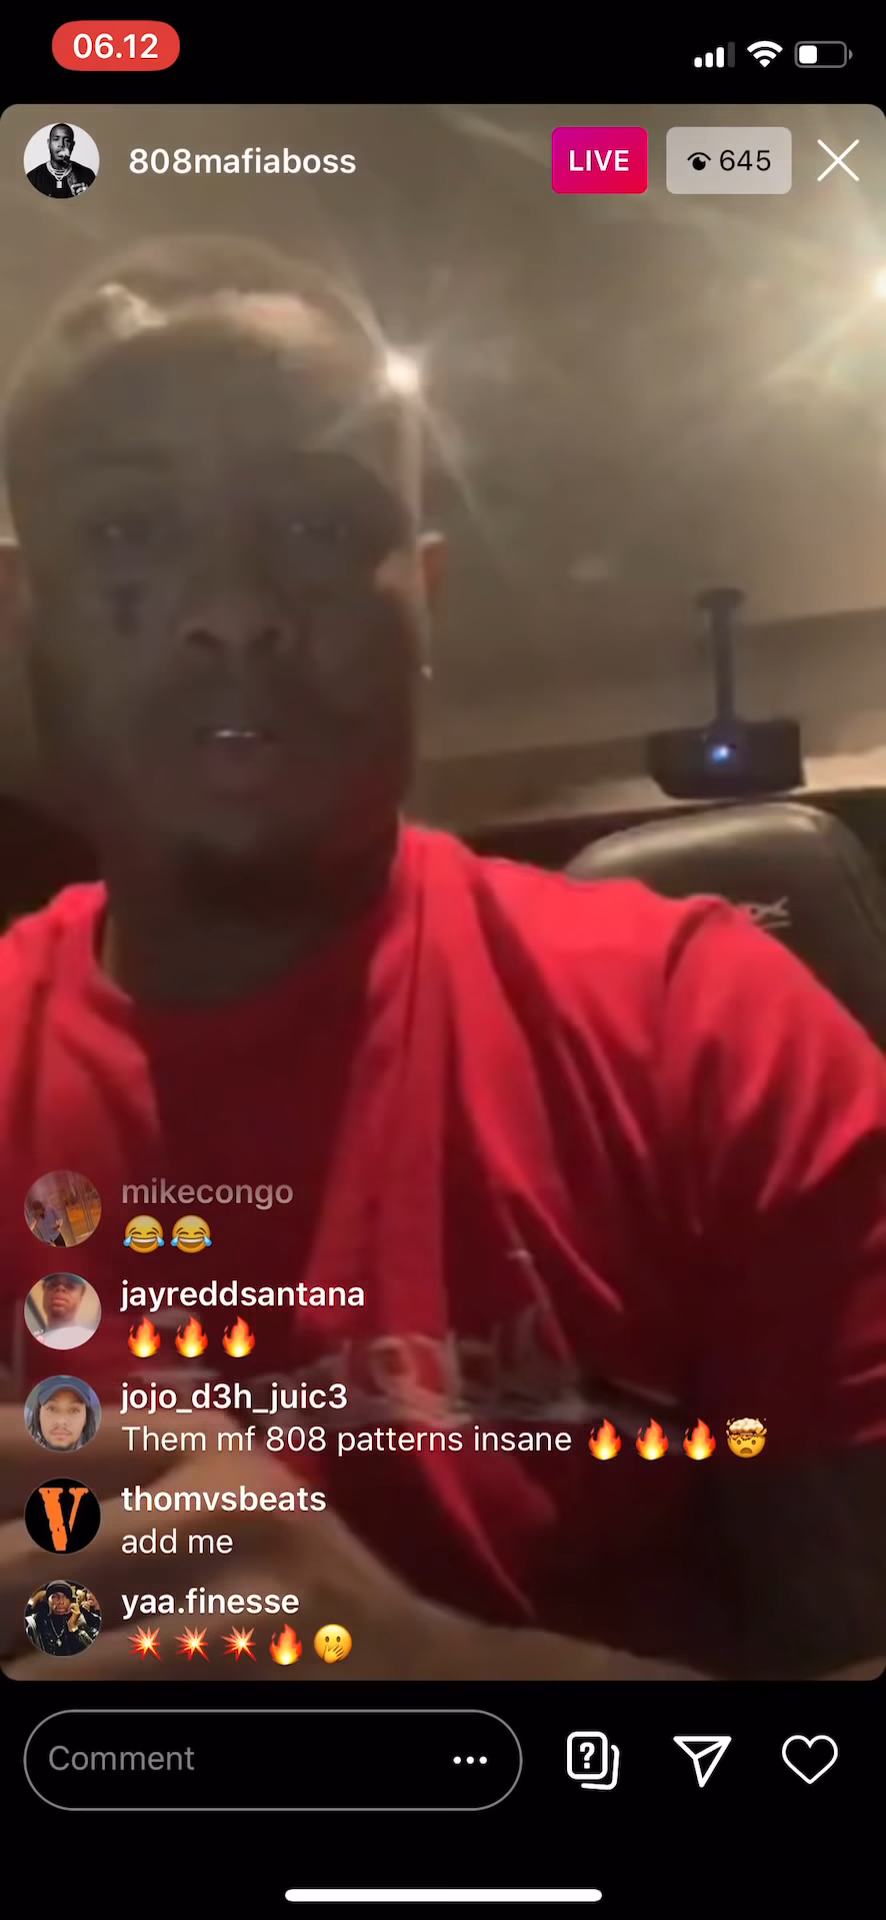 06.12
808mafiaboss
LIVE
645
mikecongo
😂😂
jayreddsantana
🔥🔥🔥
jojo_d3h_juic3
Them mf 808 patterns insane 🔥🔥🔥🤯
thomvsbeats
add me
yaa.finesse
💥💥💥🔥🤭
Comment